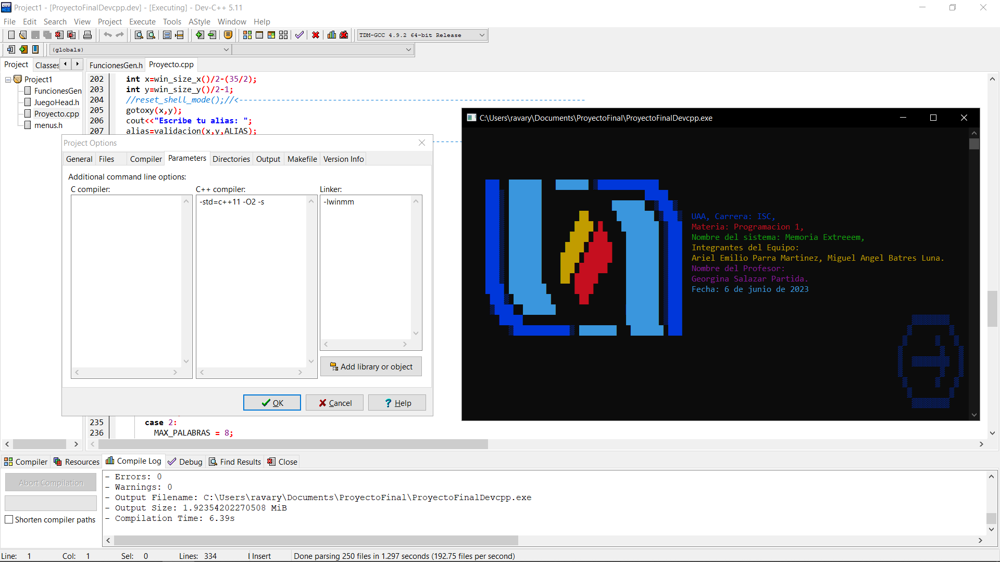 Project1 - [ProyectoFinalDevcpp.dev] - [Executing] - Dev-C++ 5.11
File Edit Search View Project Execute Tools AStyle Window Help
TDM-GCC 4.9.2 64-bit Release
(globals)
Project Classes FuncionesGen.h Proyecto.cpp
Project1
FuncionesGen
JuegoHead.h
Proyecto.cpp
menus.h
202 int x=win_size_x()/2-(35/2);
203 int y=win_size_y()/2-1;
204 //reset_shell_mode();//<--------------------------------------------------------------------------
205 gotoxy(x,y);
206 cout<<"Escribe tu alias: ";
207 alias=validacion(x,y,ALIAS);
Project Options
General Files Compiler Parameters Directories Output Makefile Version Info
Additional command line options:
C compiler: C++ compiler: Linker:
-std=c++11 -O2 -s -lwinmm
Add library or object
OK Cancel Help
235 case 2:
236 MAX_PALABRAS = 8;
C:\Users\ravary\Documents\ProyectoFinal\ProyectoFinalDevcpp.exe
UAA, Carrera: ISC,
Materia: Programacion 1,
Nombre del sistema: Memoria Extreeem,
Integrantes del Equipo:
Ariel Emilio Parra Martinez, Miguel Angel Batres Luna.
Nombre del Profesor:
Georgina Salazar Partida.
Fecha: 6 de junio de 2023
Compiler Resources Compile Log Debug Find Results Close
Abort Compilation
Shorten compiler paths
- Errors: 0
- Warnings: 0
- Output Filename: C:\Users\ravary\Documents\ProyectoFinal\ProyectoFinalDevcpp.exe
- Output Size: 1.92354202270508 MiB
- Compilation Time: 6.39s
Line: 1 Col: 1 Sel: 0 Lines: 334 Insert Done parsing 250 files in 1.297 seconds (192.75 files per second)